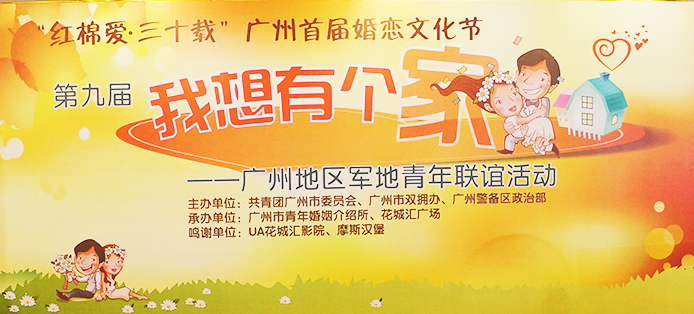 “红棉爱·三十载”广州首届婚恋文化节
第九届
我想有个家
——广州地区军地青年联谊活动
主办单位：共青团广州市委员会、广州市双拥办、广州警备区政治部
承办单位：广州市青年婚姻介绍所、花城汇广场
鸣谢单位：UA花城汇影院、摩斯汉堡